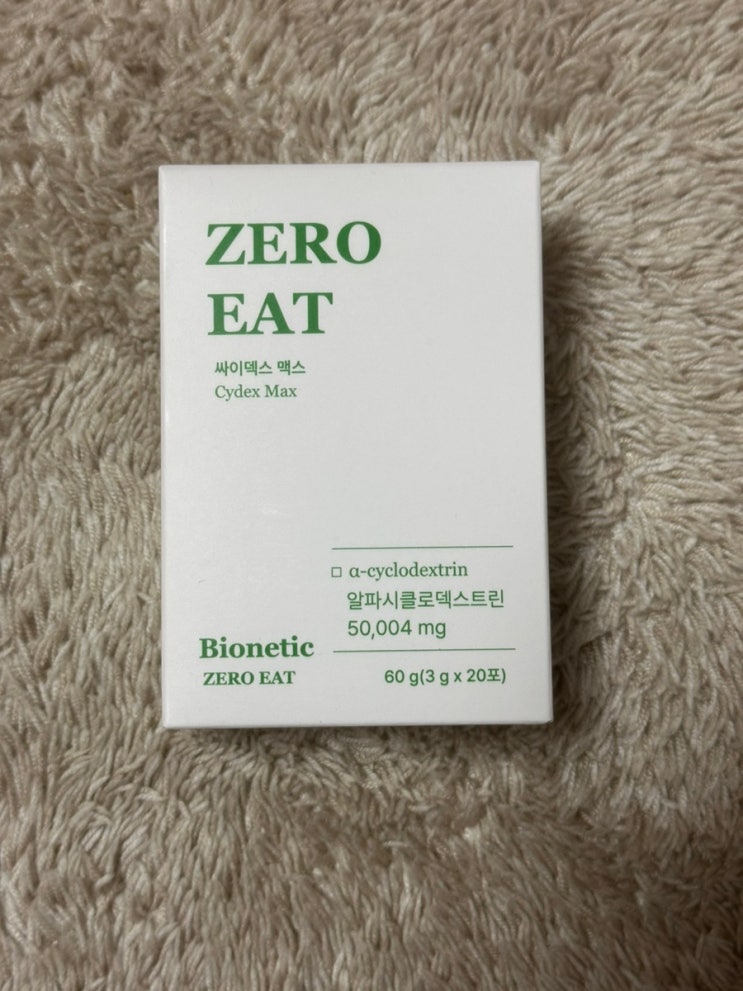 ZERO
EAT
싸이덱스 맥스
Cydex Max
□ α-cyclodextrin
알파시클로덱스트린
50,004 mg
Bionetic
ZERO EAT
60 g(3 g x 20포)